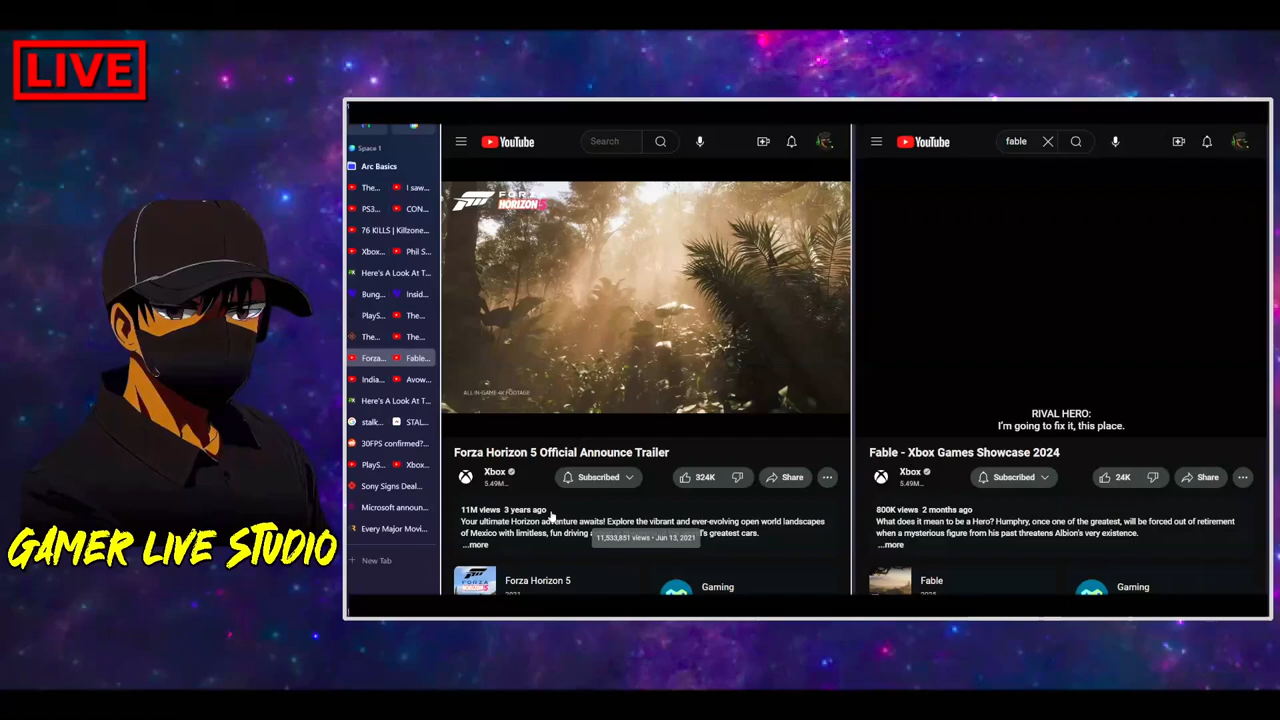 LIVE
GAMER LIVE STUDIO
Space 1
Arc Basics
The...
I saw...
PS3...
CON...
76 KILLS | Killzone...
Xbox...
Phil S...
Here's A Look At T...
Bung...
Insid...
PlayS...
The...
The...
The...
Forza...
Fable...
India...
Avow...
Here's A Look At T...
stalk...
STAL...
30FPS confirmed?...
PlayS...
Xbox...
Sony Signs Deal...
Microsoft announ...
Every Major Movi...
New Tab
YouTube
Search
FORZA
HORIZON 5
ALL IN-GAME 4K FOOTAGE
Forza Horizon 5 Official Announce Trailer
Xbox
5.49M...
Subscribed
324K
Share
11M views 3 years ago
Your ultimate Horizon adventure awaits! Explore the vibrant and ever-evolving open world landscapes
of Mexico with limitless, fun driving
's greatest cars.
11,533,851 views • Jun 13, 2021
...more
Forza Horizon 5
2021
Gaming
YouTube
fable
RIVAL HERO:
I'm going to fix it, this place.
Fable - Xbox Games Showcase 2024
Xbox
5.49M...
Subscribed
24K
Share
800K views 2 months ago
What does it mean to be a Hero? Humphry, once one of the greatest, will be forced out of retirement
when a mysterious figure from his past threatens Albion's very existence.
...more
Fable
2025
Gaming